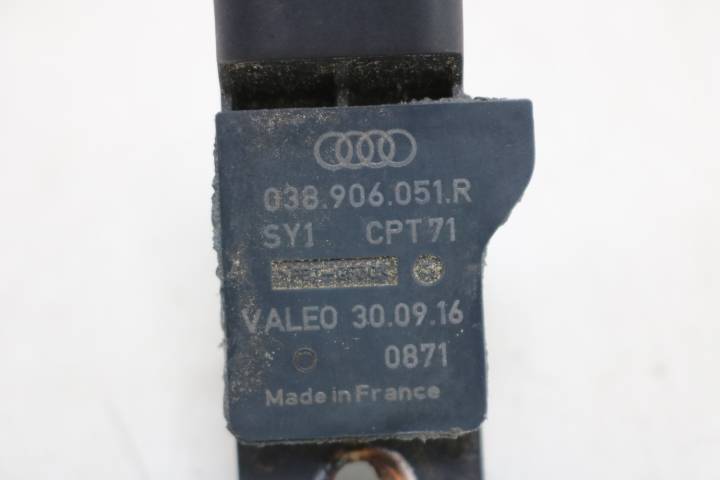 038.906.051.R
SY1 CPT71
VALEO 30.09.16
0871
Made in France